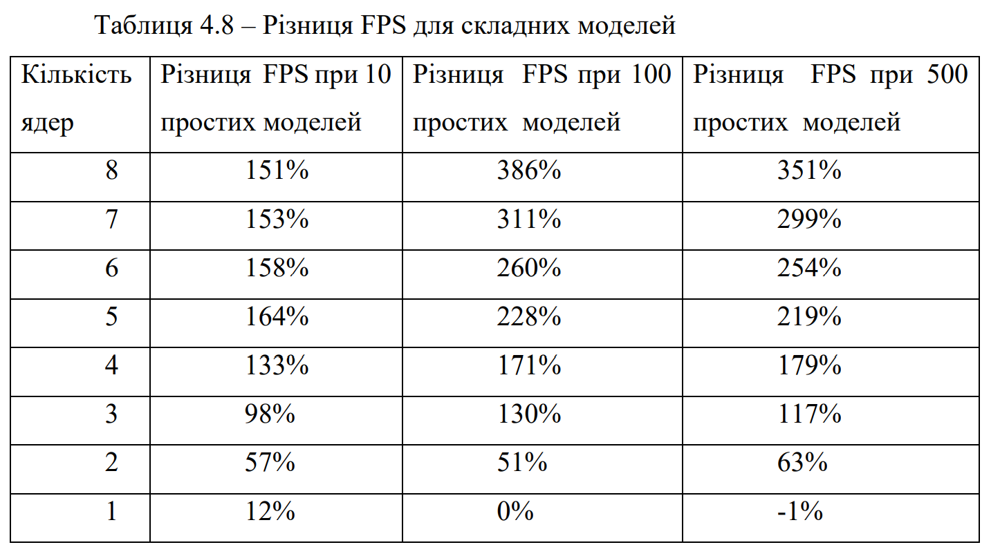 Таблиця 4.8 – Різниця FPS для складних моделей
Кількість ядер
Різниця FPS при 10 простих моделей
Різниця FPS при 100 простих моделей
Різниця FPS при 500 простих моделей
8 151% 386% 351%
7 153% 311% 299%
6 158% 260% 254%
5 164% 228% 219%
4 133% 171% 179%
3 98% 130% 117%
2 57% 51% 63%
1 12% 0% -1%